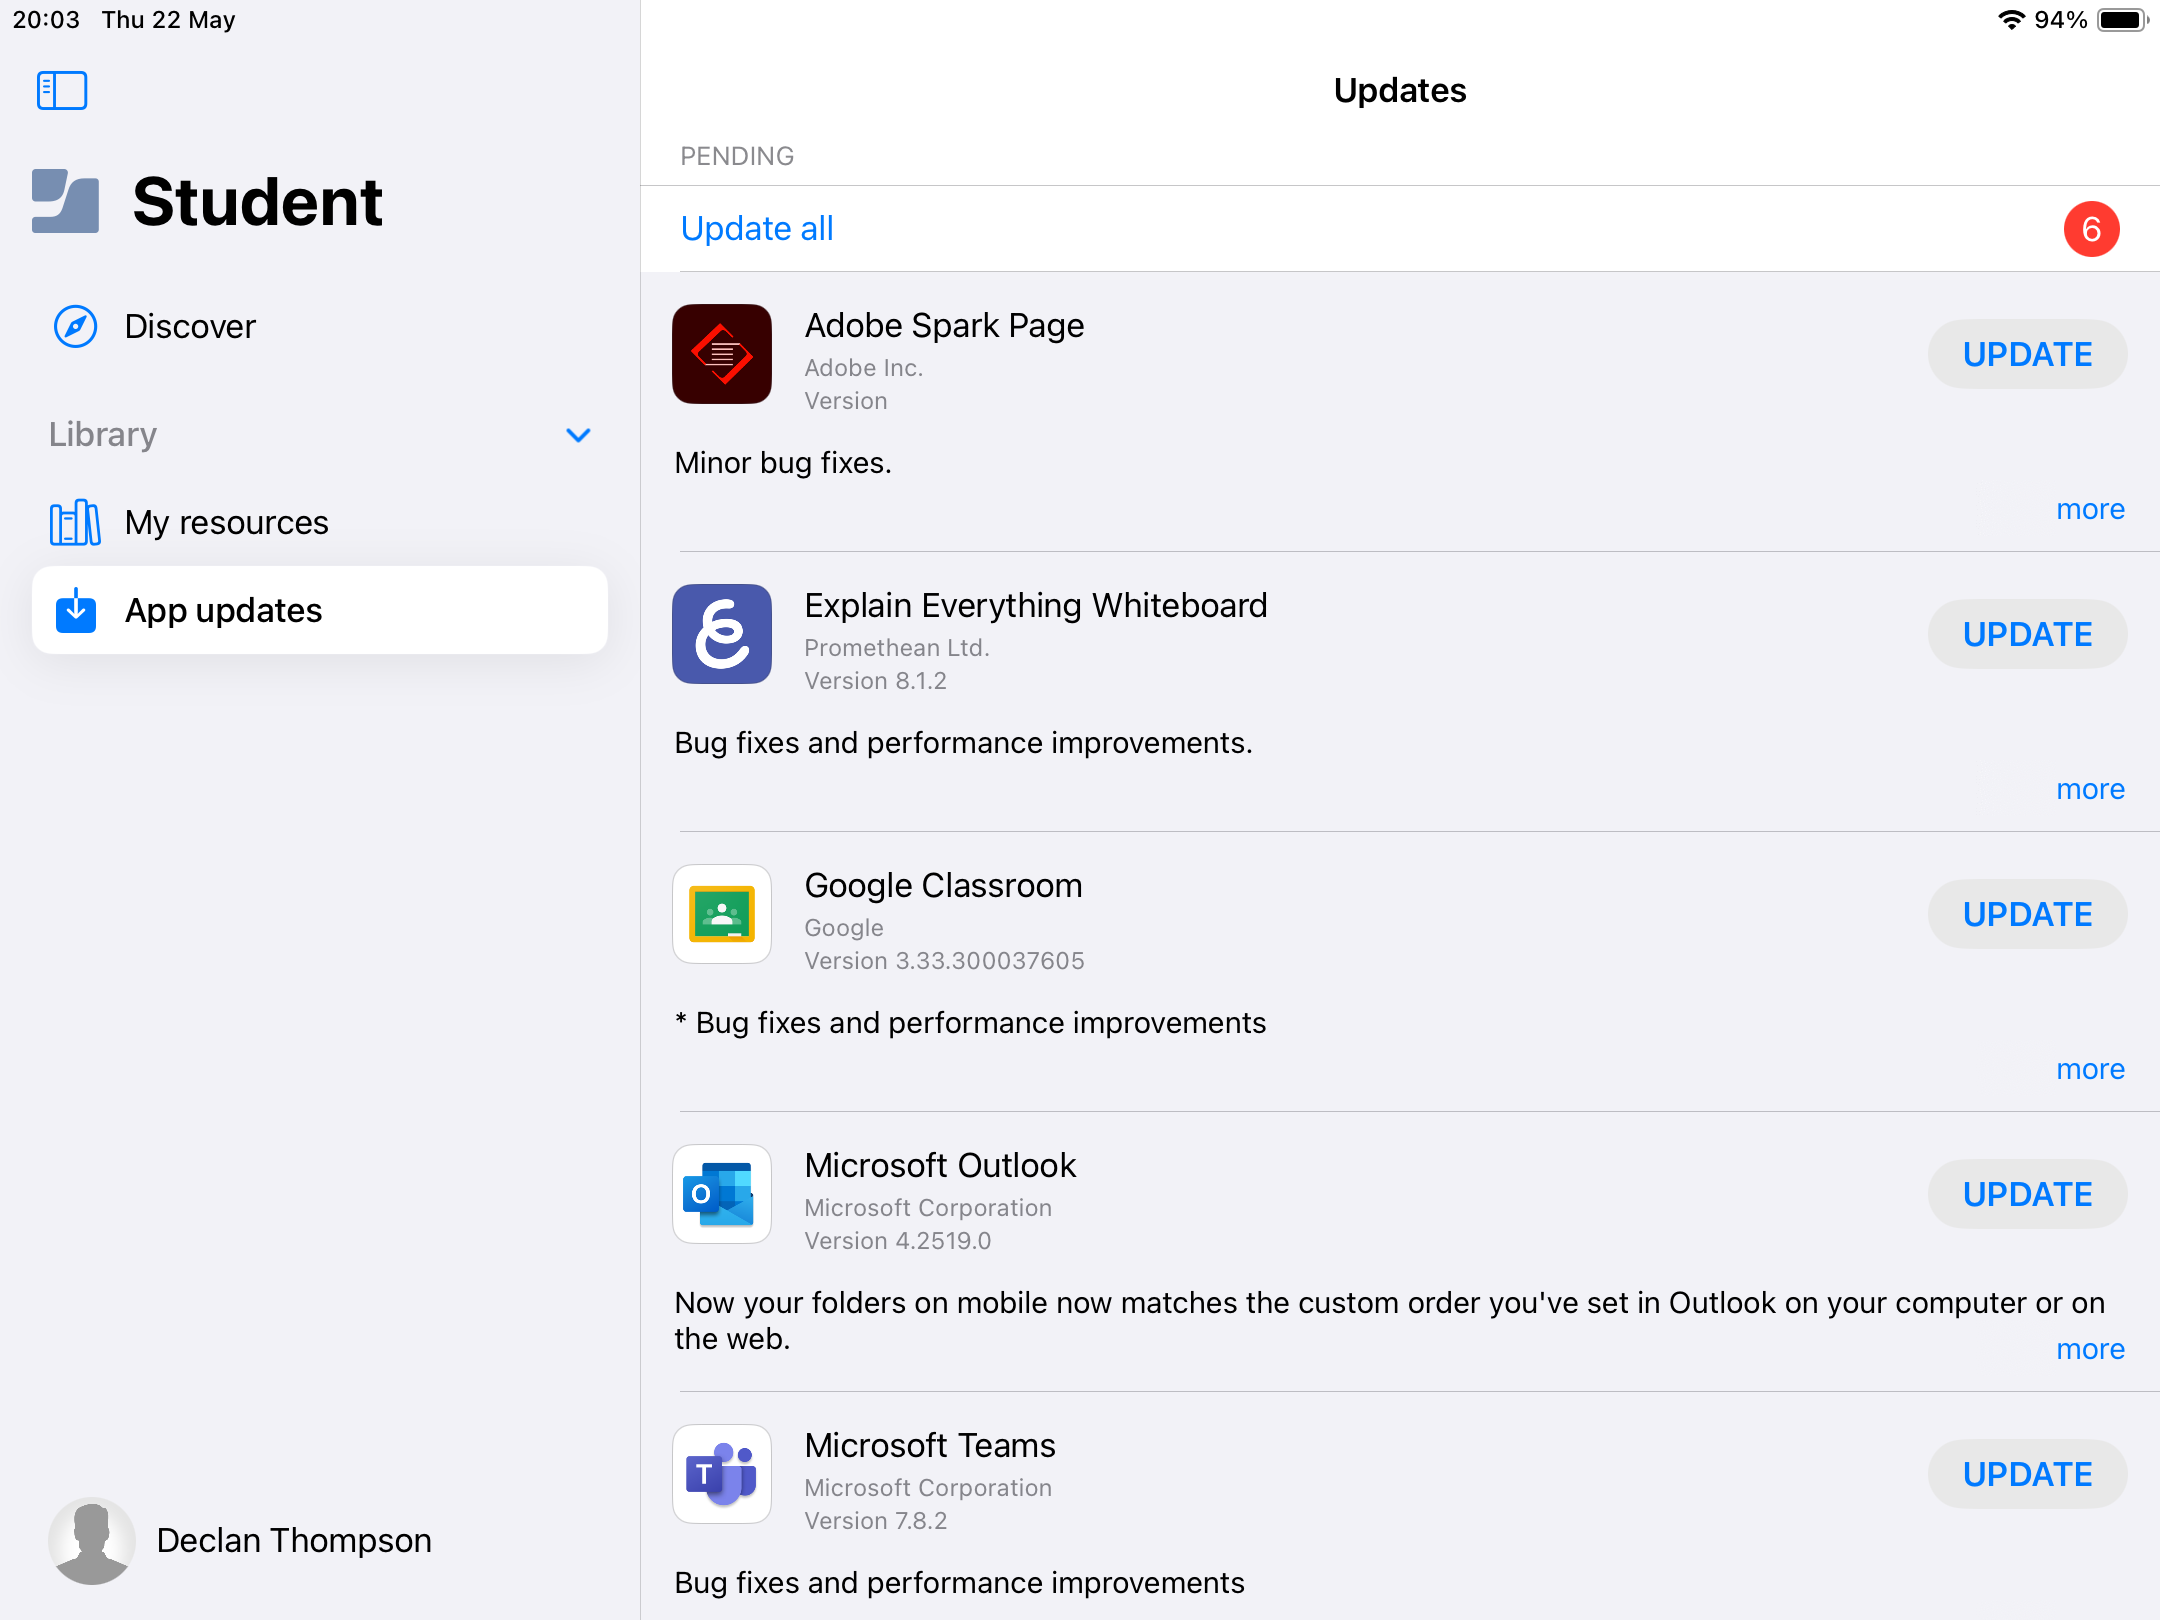 20:03 Thu 22 May
94%
Student
Discover
Library
My resources
App updates
Declan Thompson
Updates
PENDING
Update all
6
Adobe Spark Page
Adobe Inc.
Version
UPDATE
Minor bug fixes.
more
Explain Everything Whiteboard
Promethean Ltd.
Version 8.1.2
UPDATE
Bug fixes and performance improvements.
more
Google Classroom
Google
Version 3.33.300037605
UPDATE
* Bug fixes and performance improvements
more
O
Microsoft Outlook
Microsoft Corporation
Version 4.2519.0
UPDATE
Now your folders on mobile now matches the custom order you've set in Outlook on your computer or on
the web.
more
T
Microsoft Teams
Microsoft Corporation
Version 7.8.2
UPDATE
Bug fixes and performance improvements